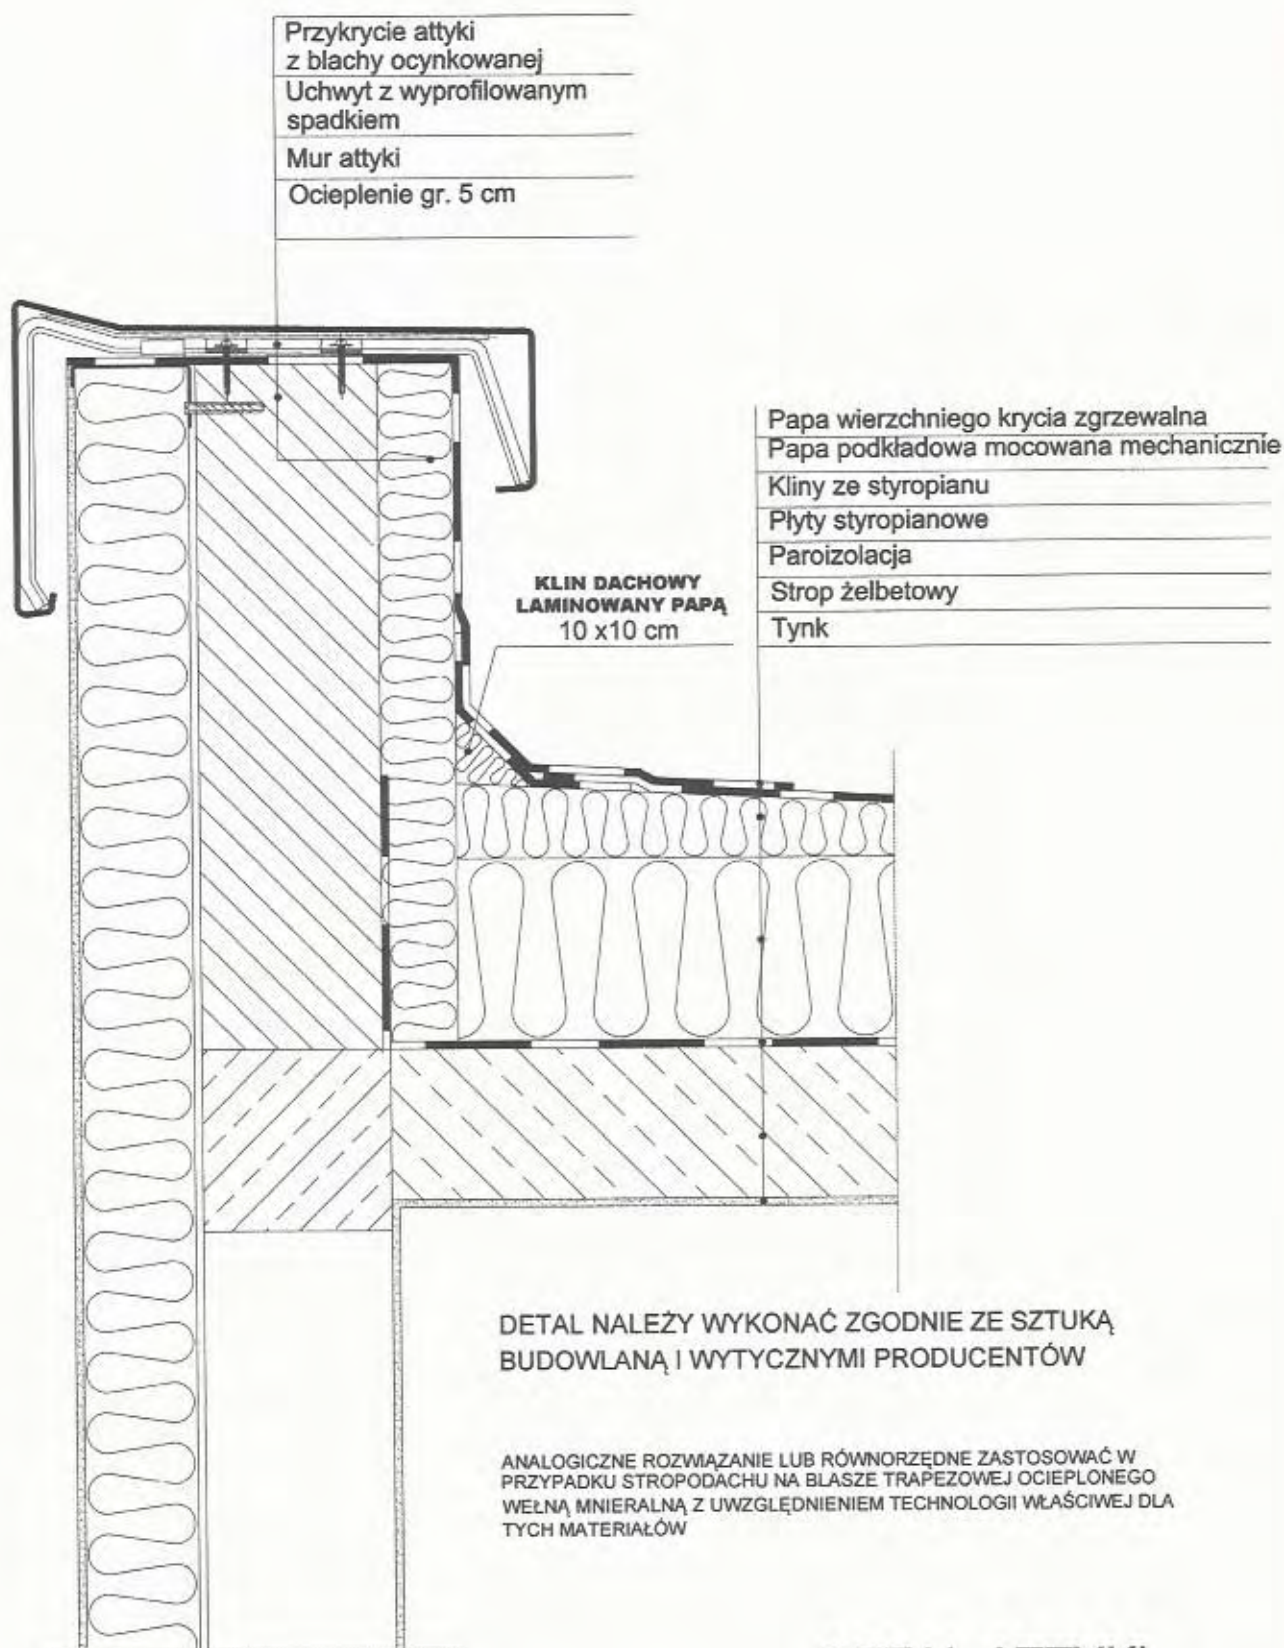 Przykrycie attyki
z blachy ocynkowanej
Uchwyt z wyprofilowanym
spadkiem
Mur attyki
Ocieplenie gr. 5 cm
Papa wierzchniego krycia zgrzewalna
Papa podkładowa mocowana mechanicznie
Kliny ze styropianu
Płyty styropianowe
Paroizolacja
Strop żelbetowy
Tynk
KLIN DACHOWY
LAMINOWANY PAPĄ
10 x10 cm
DETAL NALEŻY WYKONAĆ ZGODNIE ZE SZTUKĄ
BUDOWLANĄ I WYTYCZNYMI PRODUCENTÓW
ANALOGICZNE ROZWIĄZANIE LUB RÓWNORZĘDNE ZASTOSOWAĆ W
PRZYPADKU STROPODACHU NA BLASZE TRAPEZOWEJ OCIEPLONEGO
WEŁNĄ MNIERALNĄ Z UWZGLĘDNIENIEM TECHNOLOGII WŁAŚCIWEJ DLA
TYCH MATERIAŁÓW